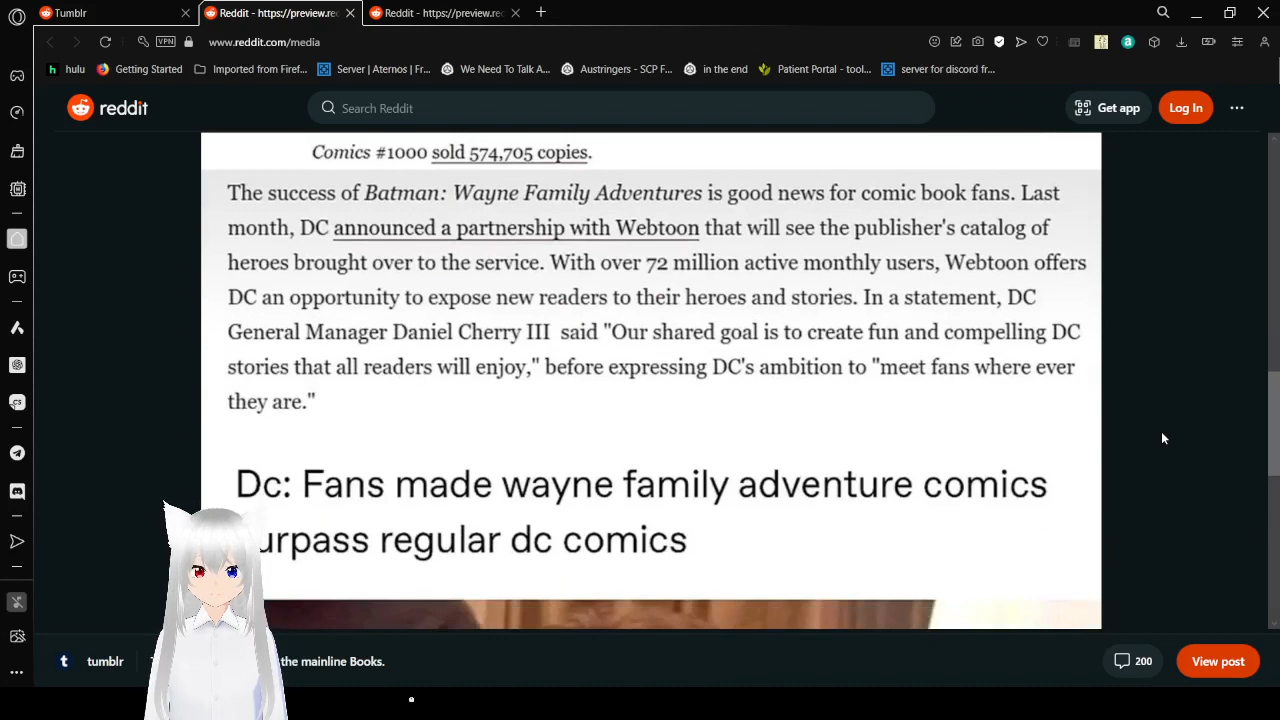 Tumblr
Reddit - https://preview.rec
Reddit - https://preview.rec
VPN
www.reddit.com/media
hulu
Getting Started
Imported from Firef...
Server | Aternos | Fr...
We Need To Talk A...
Austringers - SCP F...
in the end
Patient Portal - tool...
server for discord fr...
reddit
Search Reddit
Get app
Log In
Comics #1000 sold 574,705 copies.
The success of Batman: Wayne Family Adventures is good news for comic book fans. Last
month, DC announced a partnership with Webtoon that will see the publisher's catalog of
heroes brought over to the service. With over 72 million active monthly users, Webtoon offers
DC an opportunity to expose new readers to their heroes and stories. In a statement, DC
General Manager Daniel Cherry III said "Our shared goal is to create fun and compelling DC
stories that all readers will enjoy," before expressing DC's ambition to "meet fans where ever
they are."
Dc: Fans made wayne family adventure comics
urpass regular dc comics
tumblr
the mainline Books.
200
View post